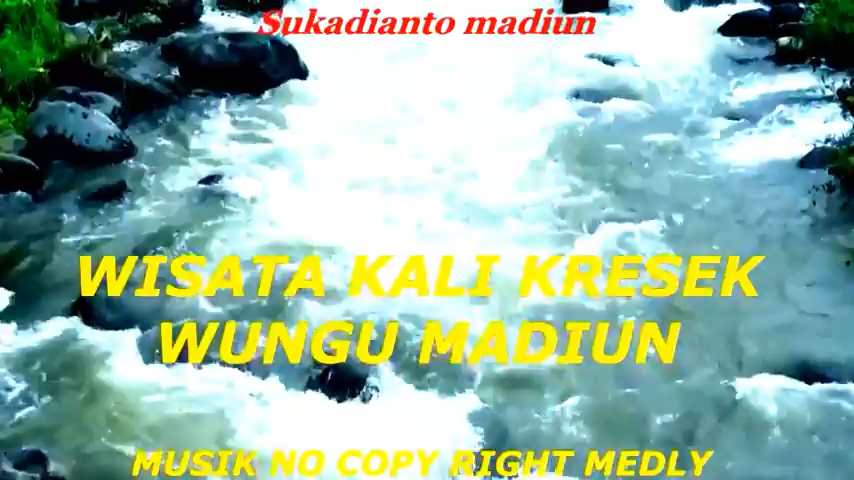 Sukadianto madiun
WISATA KALI KRESEK
WUNGU MADIUN
MUSIK NO COPY RIGHT MEDLY